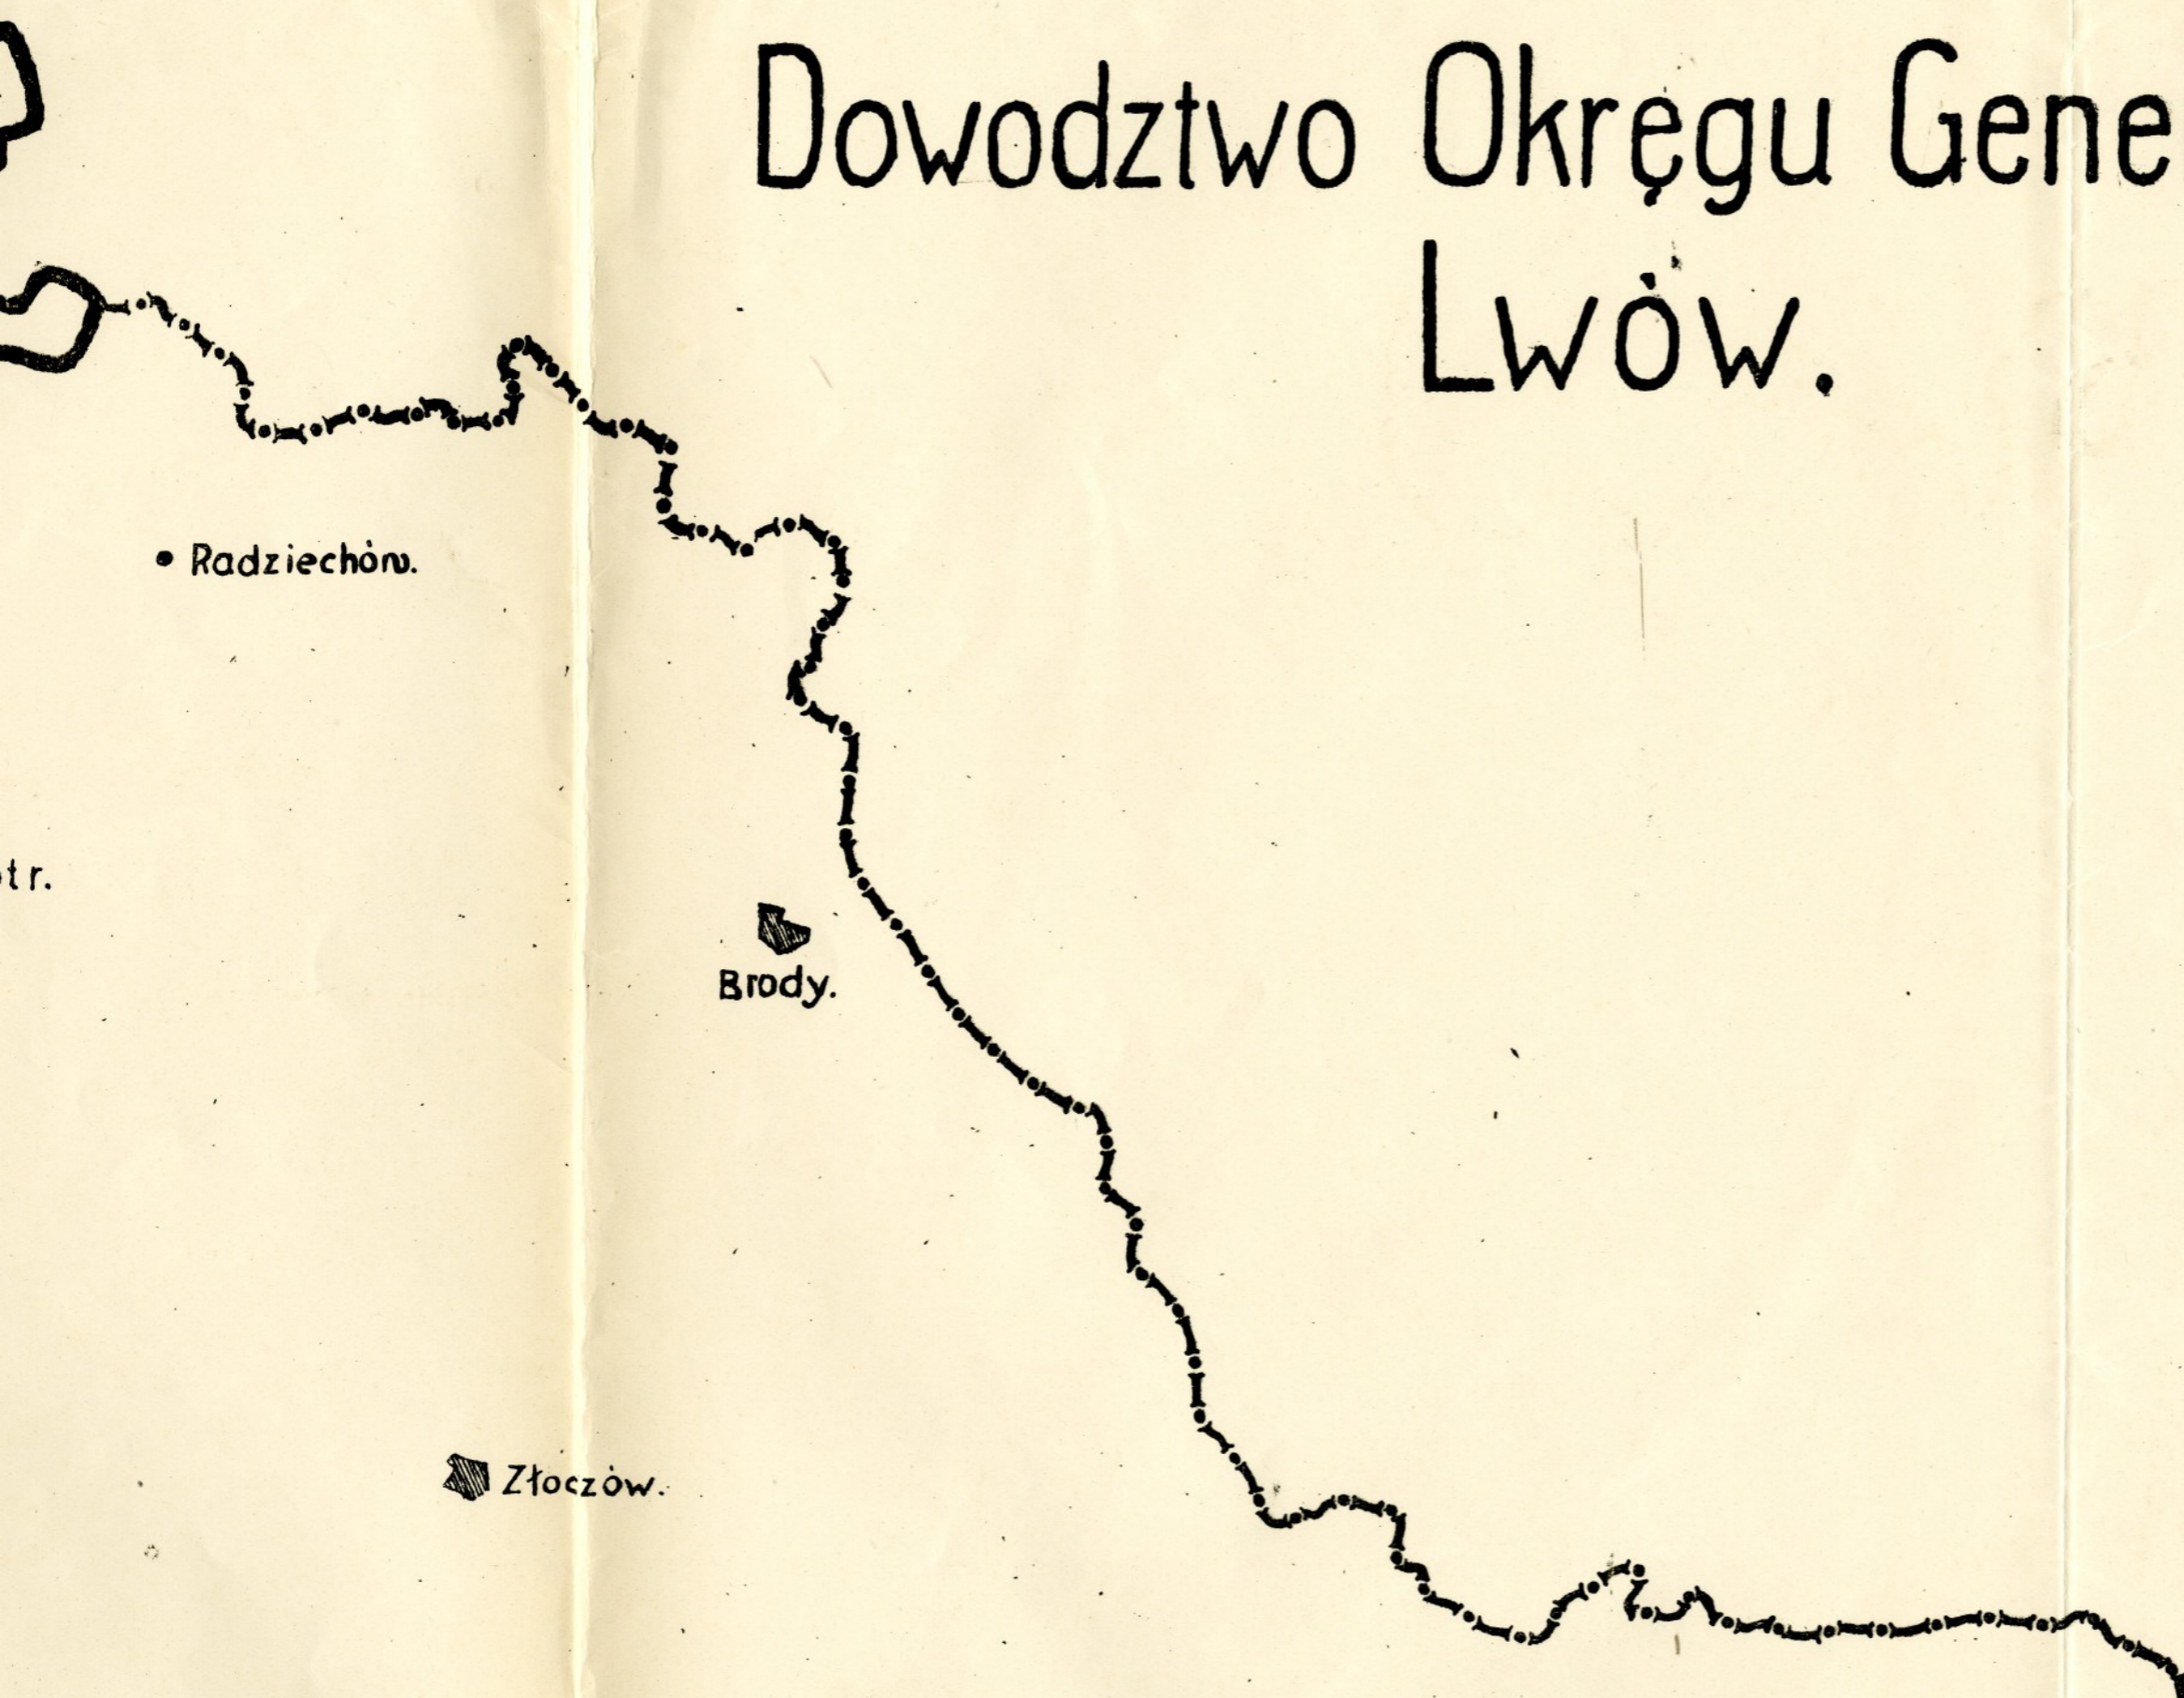 Dowodztwo Okręgu Gene
Lwów.
Radziechów.
tr.
Brody.
Złoczów.